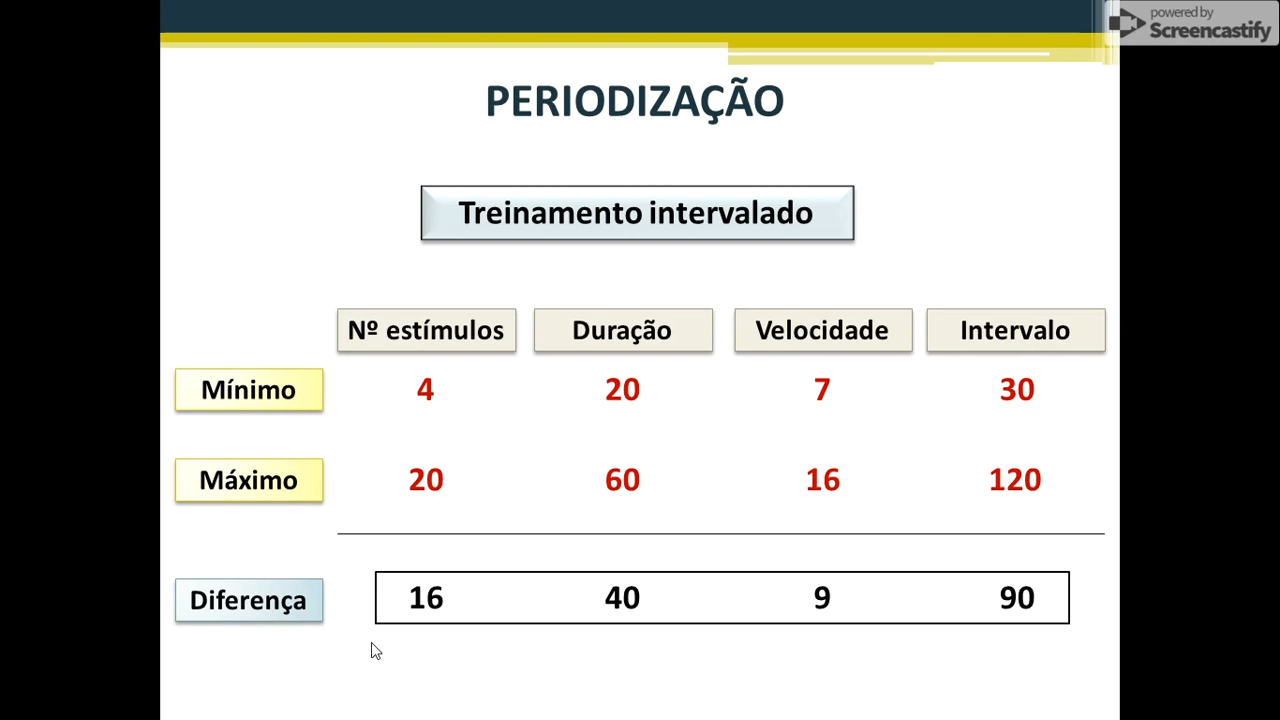 powered by
Screencastify
PERIODIZAÇÃO
Treinamento intervalado
Nº estímulos Duração Velocidade Intervalo
Mínimo 4 20 7 30
Máximo 20 60 16 120
Diferença 16 40 9 90